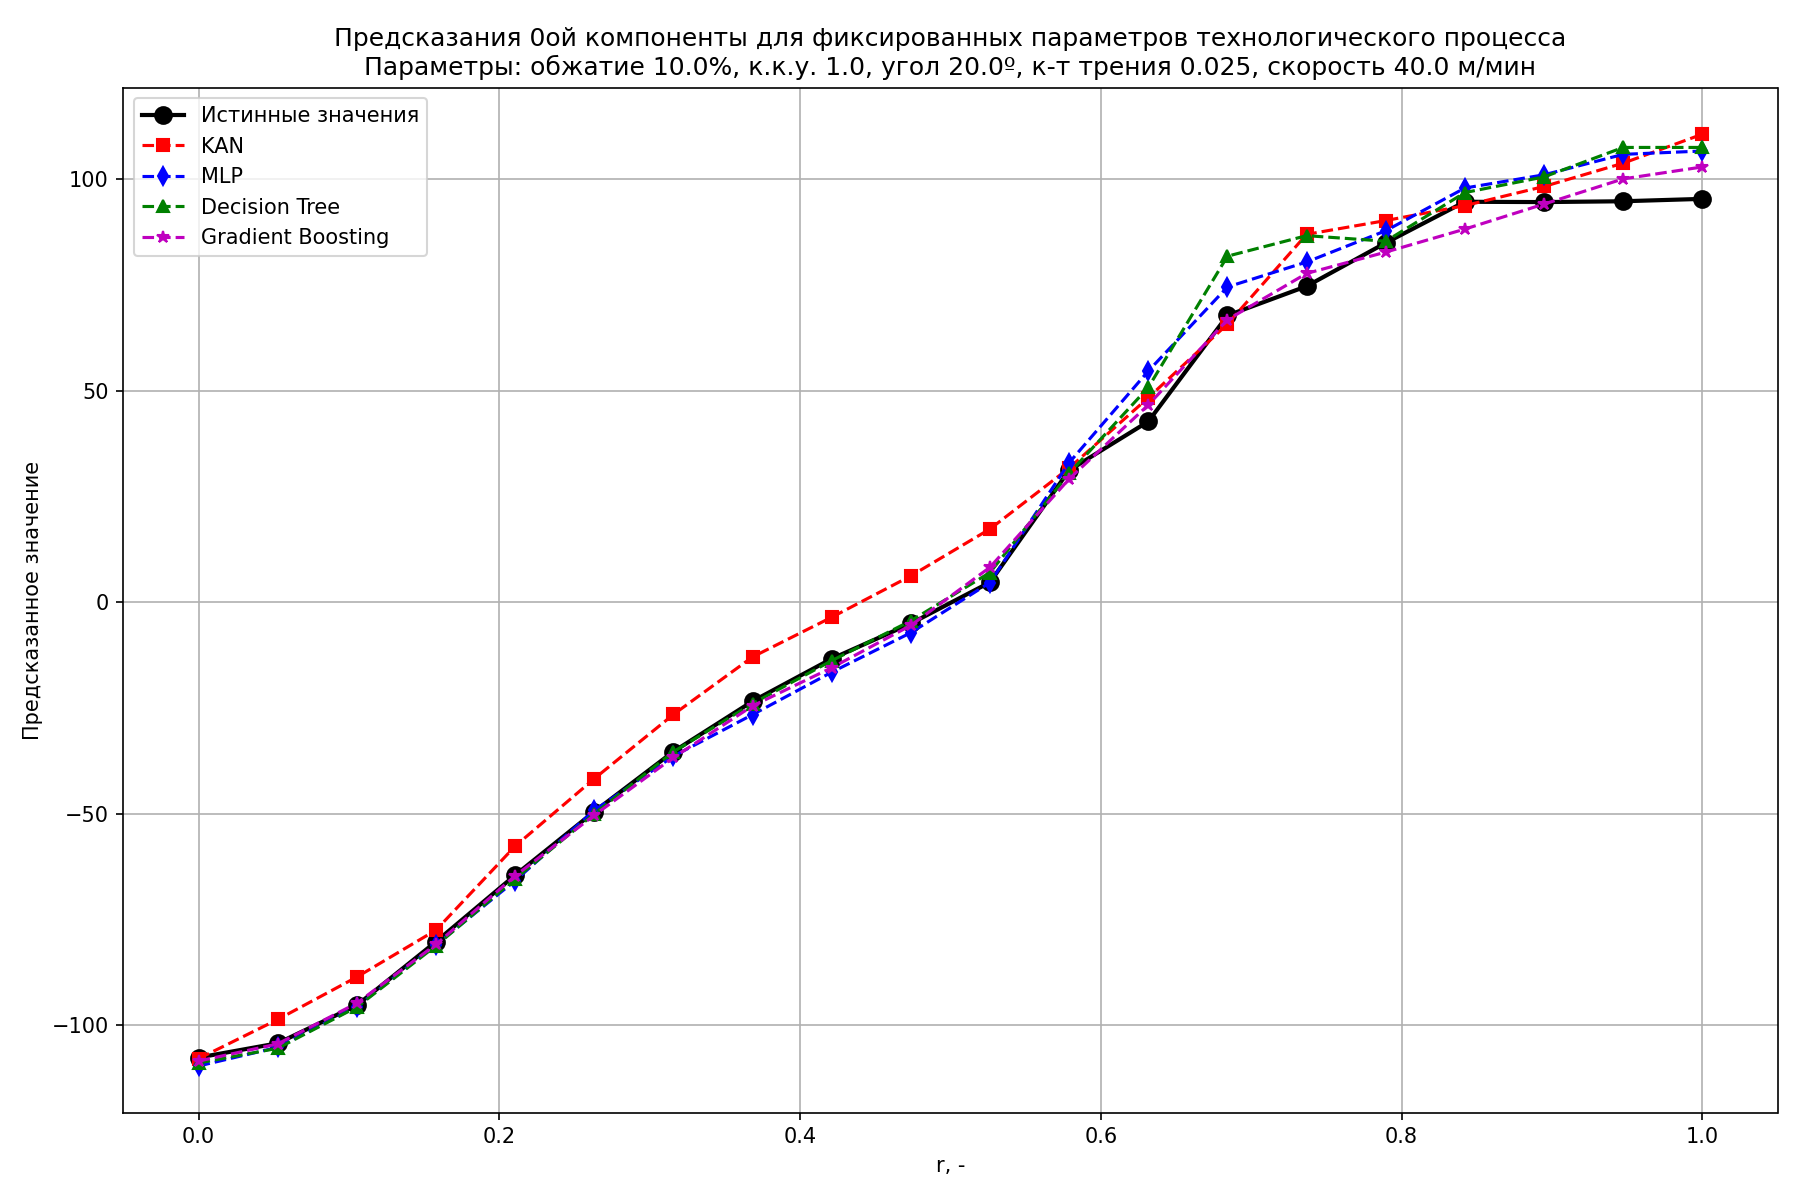 Предсказания 0ой компоненты для фиксированных параметров технологического процесса
Параметры: обжатие 10.0%, к.к.у. 1.0, угол 20.0º, к-т трения 0.025, скорость 40.0 м/мин
Истинные значения
KAN
MLP
Decision Tree
Gradient Boosting
Предсказанное значение
100
50
0
−50
−100
0.0
0.2
0.4
0.6
0.8
1.0
r, -